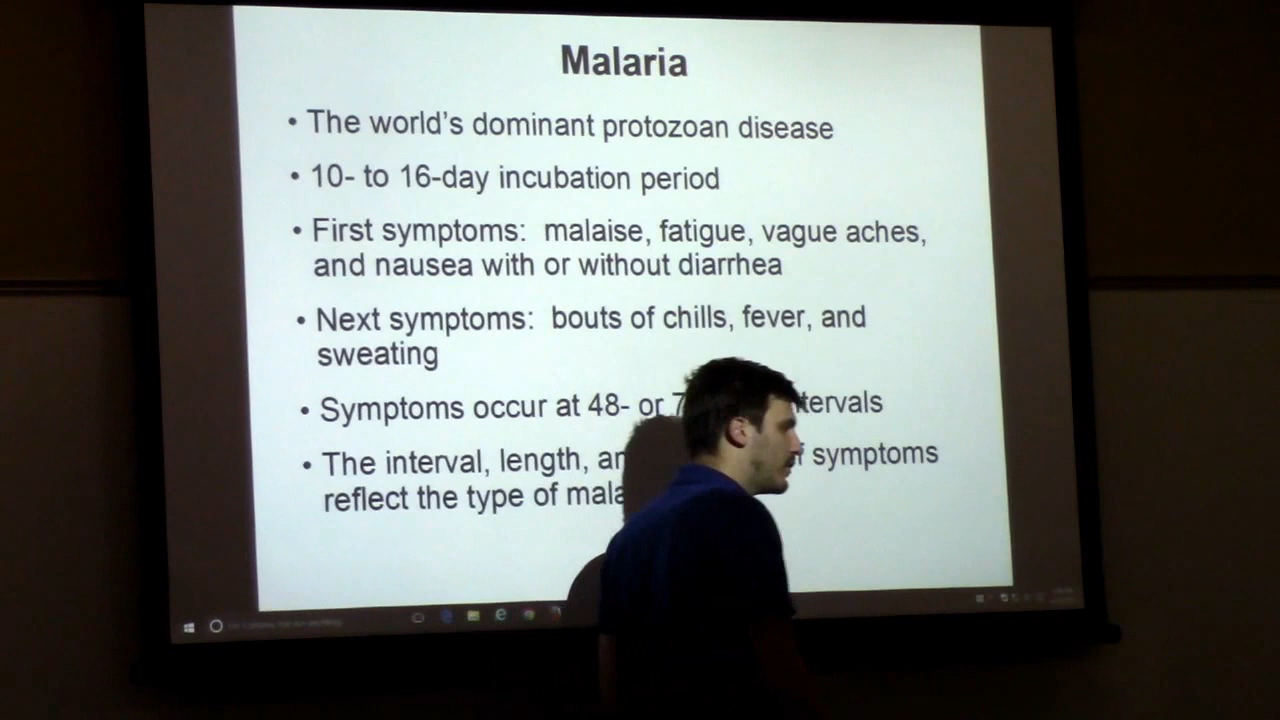 Malaria
• The world's dominant protozoan disease
• 10- to 16-day incubation period
• First symptoms: malaise, fatigue, vague aches,
and nausea with or without diarrhea
• Next symptoms: bouts of chills, fever, and
sweating
• Symptoms occur at 48- or 7 tervals
• The interval, length, an f symptoms
reflect the type of mala